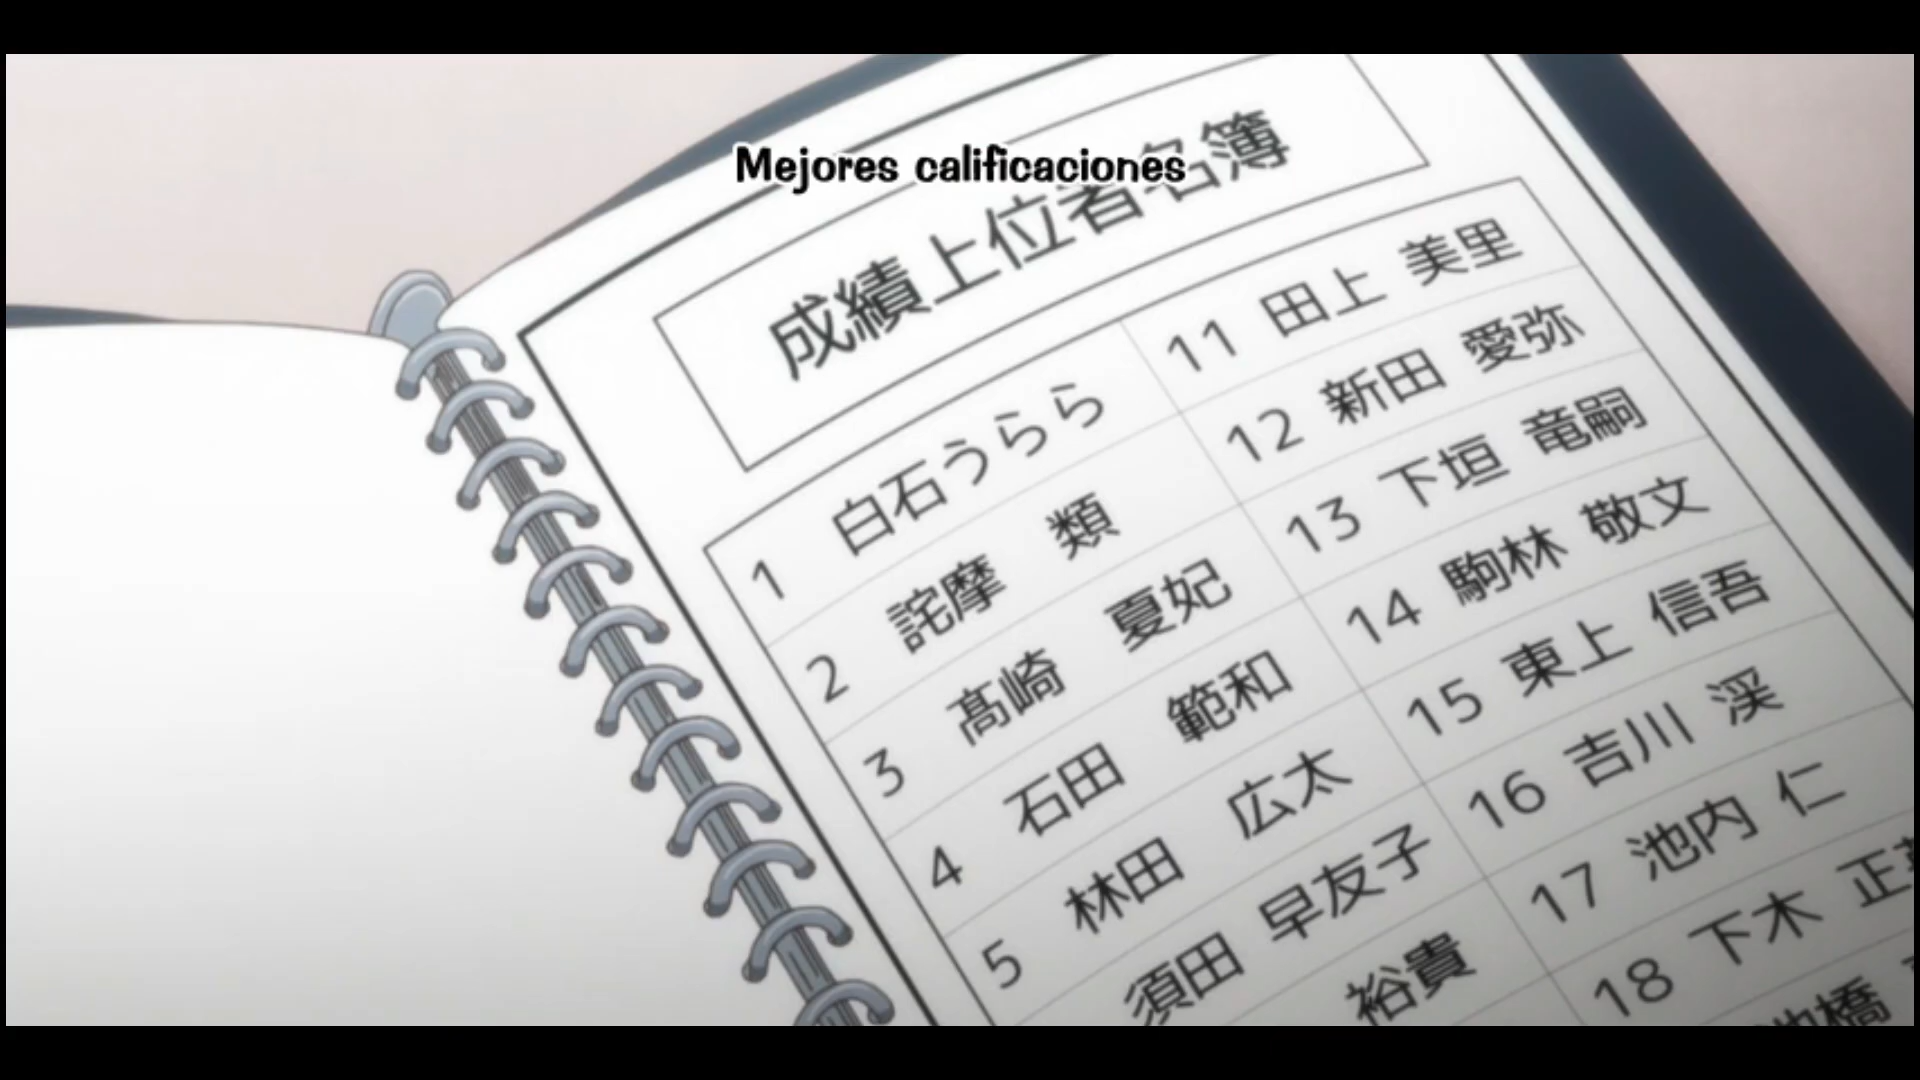 Mejores calificaciones
成績上位者名簿
1 白石うらら
2 詫摩 類
3 髙崎 夏妃
4 石田 範和
5 林田 広太
須田 早友子
裕貴
11 田上 美里
12 新田 愛弥
13 下垣 竜嗣
14 駒林 敬文
15 東上 信吾
16 吉川 渓
17 池内 仁
18 下木 正
池橋